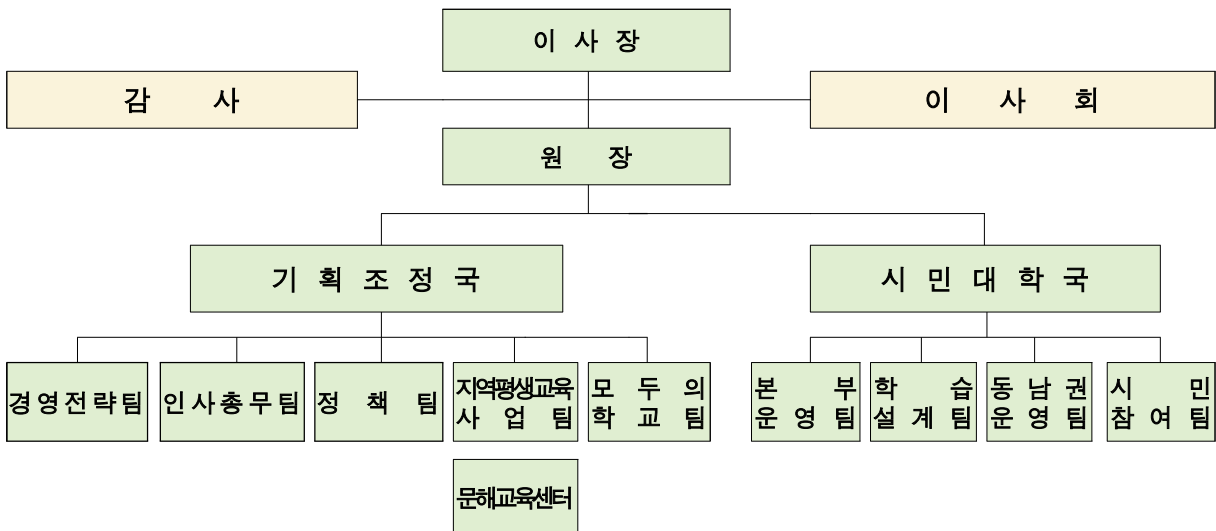 이 사 장
감 사
이 사 회
원 장
기 획 조 정 국
시 민 대 학 국
경영전략팀
인사총무팀
정 책 팀
지역평생교육
사 업 팀
모 두 의
학 교 팀
본 부
운 영 팀
학 습
설 계 팀
동 남 권
운 영 팀
시 민
참 여 팀
문해교육센터